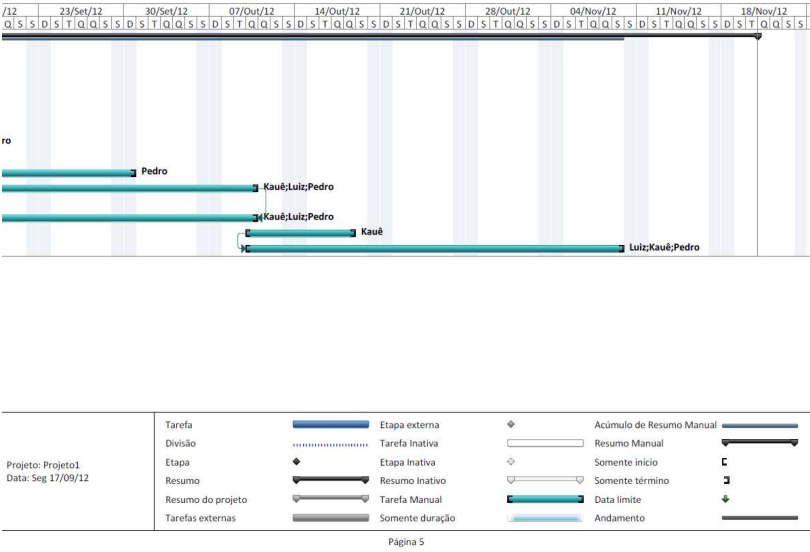 /12 23/Set/12 30/Set/12 07/Out/12 14/Out/12 21/Out/12 28/Out/12 04/Nov/12 11/Nov/12 18/Nov/12
Q S S D S T Q Q S S D S T Q Q S S D S T Q Q S S D S T Q Q S S D S T Q Q S S D S T Q Q S S D S T Q Q S S D S T Q Q S S D S T Q Q S S
ro
Pedro
Kauê;Luiz;Pedro
Kauê;Luiz;Pedro
Kauê
Luiz;Kauê;Pedro
Projeto: Projeto1
Data: Seg 17/09/12
Tarefa Etapa externa Acúmulo de Resumo Manual
Divisão Tarefa Inativa Resumo Manual
Etapa Etapa Inativa Somente início
Resumo Resumo Inativo Somente término
Resumo do projeto Tarefa Manual Data limite
Tarefas externas Somente duração Andamento
Página 5